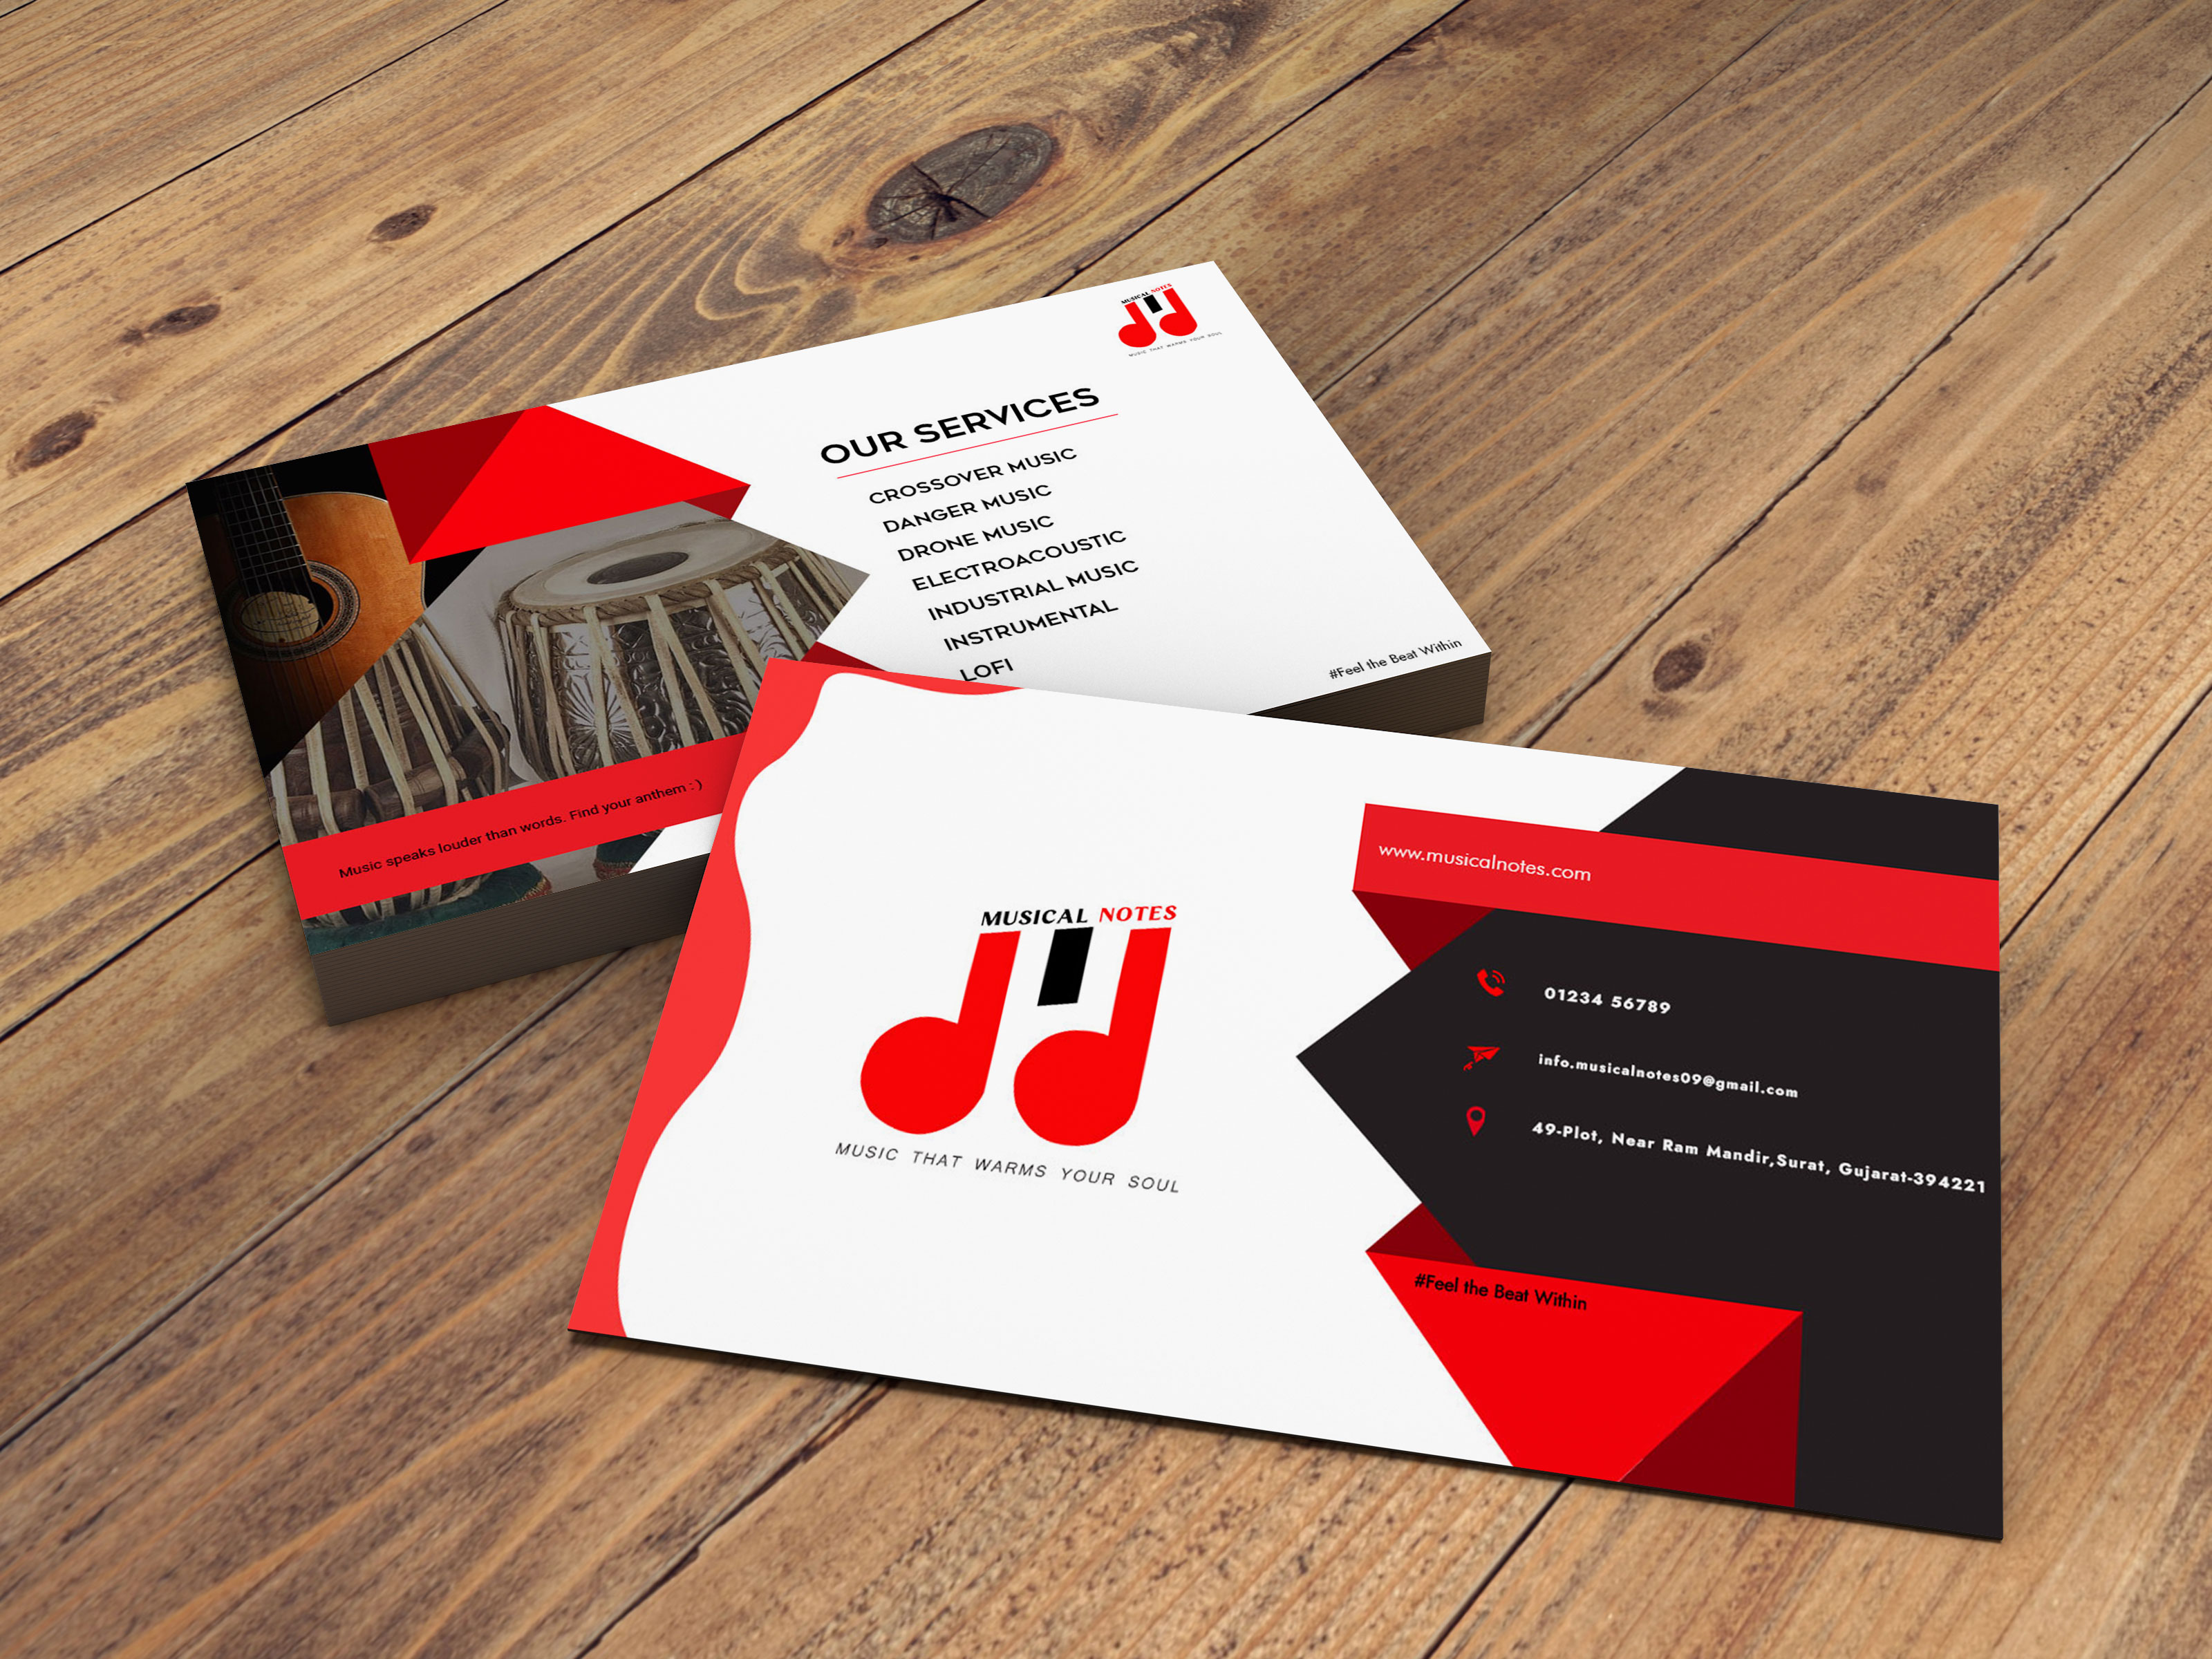 MUSICAL NOTES
MUSIC THAT WARMS YOUR SOUL
OUR SERVICES
CROSSOVER MUSIC
DANGER MUSIC
DRONE MUSIC
ELECTROACOUSTIC
INDUSTRIAL MUSIC
INSTRUMENTAL
LOFI
#Feel the Beat Within
Music speaks louder than words. Find your anthem : )
MUSICAL NOTES
MUSIC THAT WARMS YOUR SOUL
www.musicalnotes.com
01234 56789
info.musicalnotes09@gmail.com
49-Plot, Near Ram Mandir,Surat, Gujarat-394221
#Feel the Beat Within